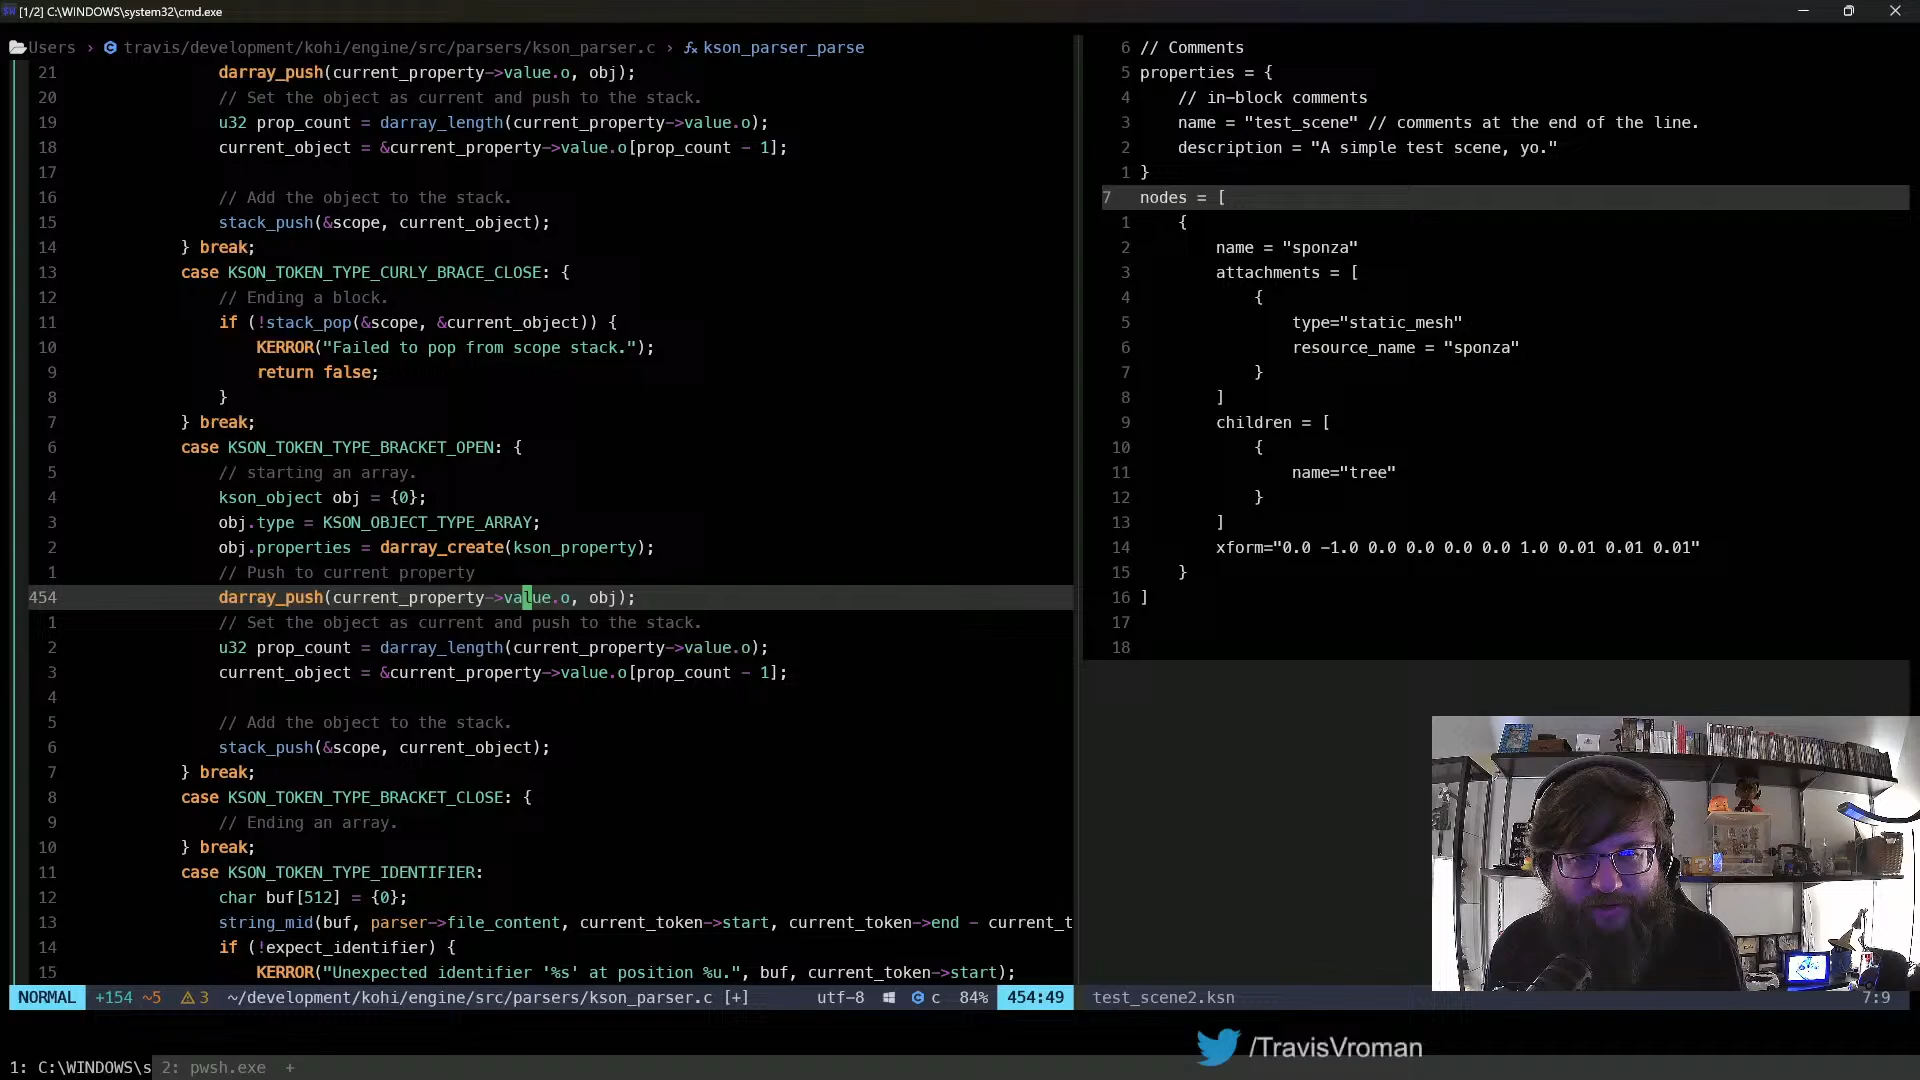 [1/2] C:\WINDOWS\system32\cmd.exe
Users › travis/development/kohi/engine/src/parsers/kson_parser.c › kson_parser_parse
21 darray_push(current_property->value.o, obj);
20 // Set the object as current and push to the stack.
19 u32 prop_count = darray_length(current_property->value.o);
18 current_object = &current_property->value.o[prop_count - 1];
17
16 // Add the object to the stack.
15 stack_push(&scope, current_object);
14 } break;
13 case KSON_TOKEN_TYPE_CURLY_BRACE_CLOSE: {
12 // Ending a block.
11 if (!stack_pop(&scope, &current_object)) {
10 KERROR("Failed to pop from scope stack.");
9 return false;
8 }
7 } break;
6 case KSON_TOKEN_TYPE_BRACKET_OPEN: {
5 // starting an array.
4 kson_object obj = {0};
3 obj.type = KSON_OBJECT_TYPE_ARRAY;
2 obj.properties = darray_create(kson_property);
1 // Push to current property
454 darray_push(current_property->value.o, obj);
1 // Set the object as current and push to the stack.
2 u32 prop_count = darray_length(current_property->value.o);
3 current_object = &current_property->value.o[prop_count - 1];
4
5 // Add the object to the stack.
6 stack_push(&scope, current_object);
7 } break;
8 case KSON_TOKEN_TYPE_BRACKET_CLOSE: {
9 // Ending an array.
10 } break;
11 case KSON_TOKEN_TYPE_IDENTIFIER:
12 char buf[512] = {0};
13 string_mid(buf, parser->file_content, current_token->start, current_token->end - current_t
14 if (!expect_identifier) {
15 KERROR("Unexpected identifier '%s' at position %u.", buf, current_token->start);
NORMAL +154 ~5 3 ~/development/kohi/engine/src/parsers/kson_parser.c [+] utf-8 c 84% 454:49
6 // Comments
5 properties = {
4 // in-block comments
3 name = "test_scene" // comments at the end of the line.
2 description = "A simple test scene, yo."
1 }
7 nodes = [
1 {
2 name = "sponza"
3 attachments = [
4 {
5 type="static_mesh"
6 resource_name = "sponza"
7 }
8 ]
9 children = [
10 {
11 name="tree"
12 }
13 ]
14 xform="0.0 -1.0 0.0 0.0 0.0 0.0 1.0 0.01 0.01 0.01"
15 }
16 ]
17
18
test_scene2.ksn 7:9
/TravisVroman
1: C:\WINDOWS\s 2: pwsh.exe +